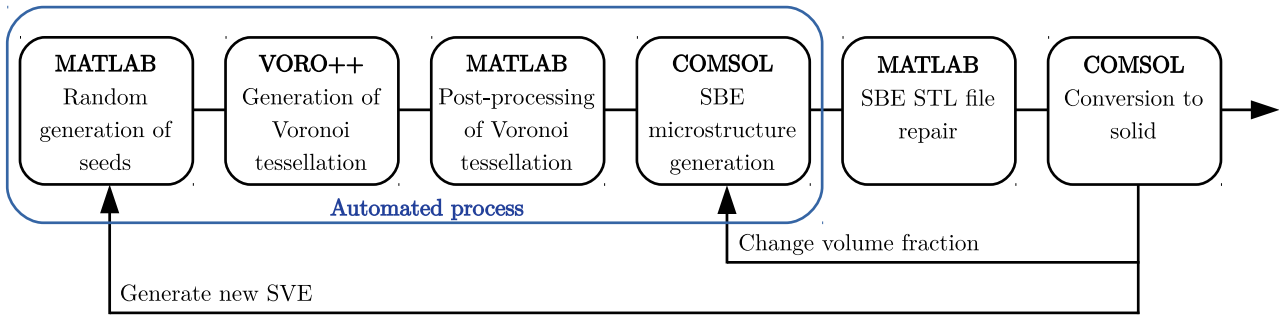 MATLAB
Random
generation of
seeds
VORO++
Generation of
Voronoi
tessellation
MATLAB
Post-processing
of Voronoi
tessellation
COMSOL
SBE
microstructure
generation
MATLAB
SBE STL file
repair
COMSOL
Conversion to
solid
Automated process
Change volume fraction
Generate new SVE